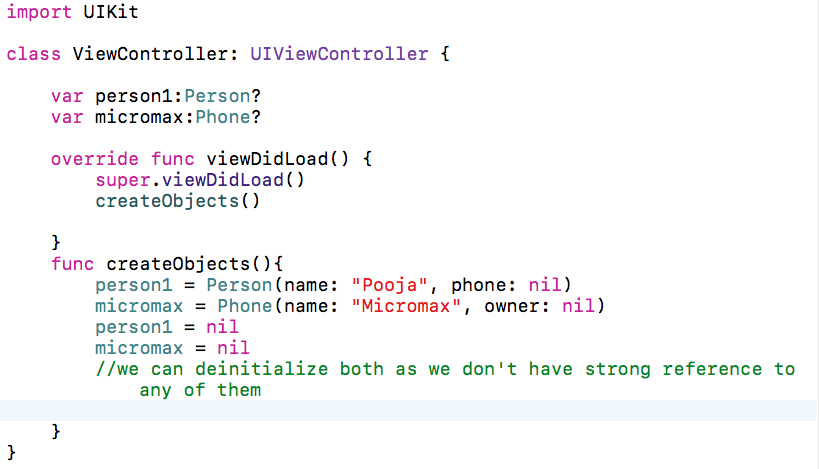 import UIKit
class ViewController: UIViewController {
var person1:Person?
var micromax:Phone?
override func viewDidLoad() {
super.viewDidLoad()
createObjects()
}
func createObjects(){
person1 = Person(name: "Pooja", phone: nil)
micromax = Phone(name: "Micromax", owner: nil)
person1 = nil
micromax = nil
//we can deinitialize both as we don't have strong reference to
any of them
}
}